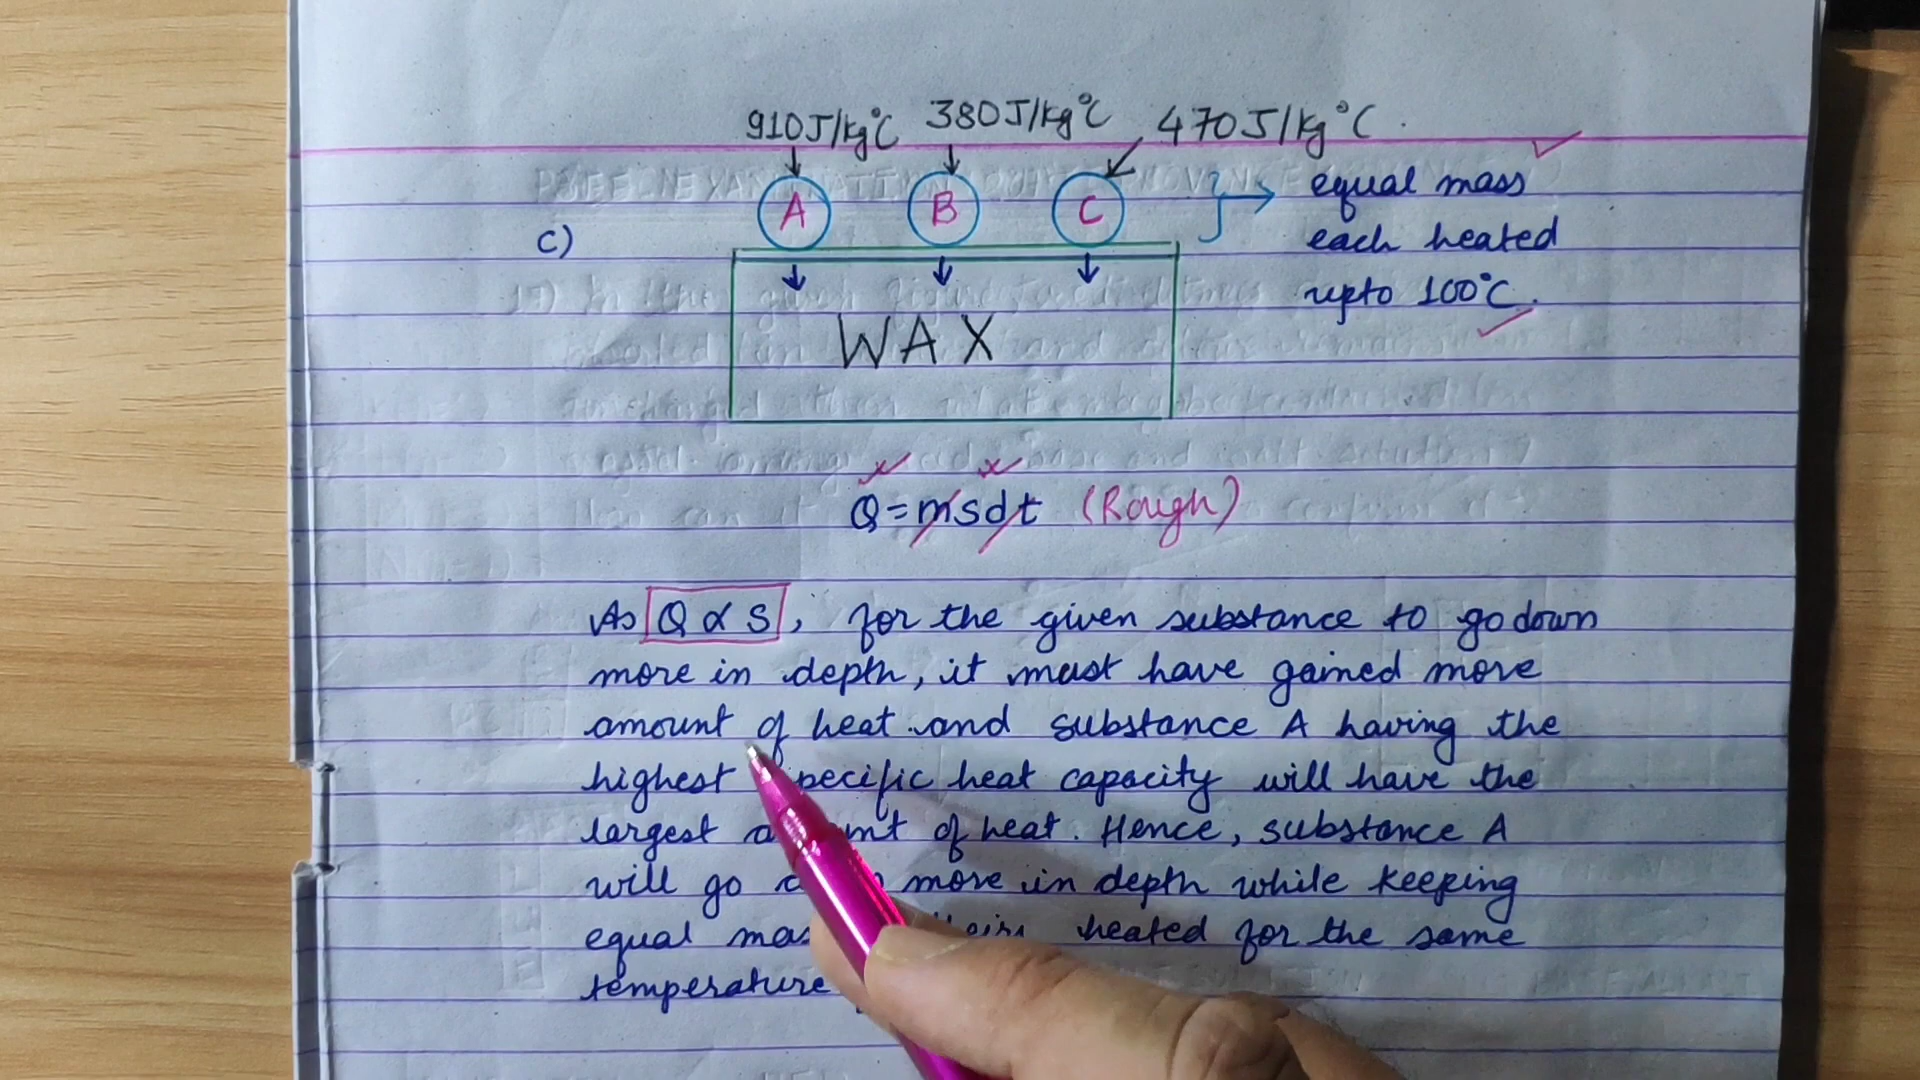 910J/kg°C 380J/kg°C 470J/kg°C.
A B C equal mass
c) each heated
upto 100°C.
WAX
Q = msdt (Rough)
As Q ∝ S, for the given substance to go down
more in depth, it must have gained more
amount of heat and substance A having the
highest specific heat capacity will have the
largest amount of heat. Hence, substance A
will go more in depth while keeping
equal heated for the same
temperature